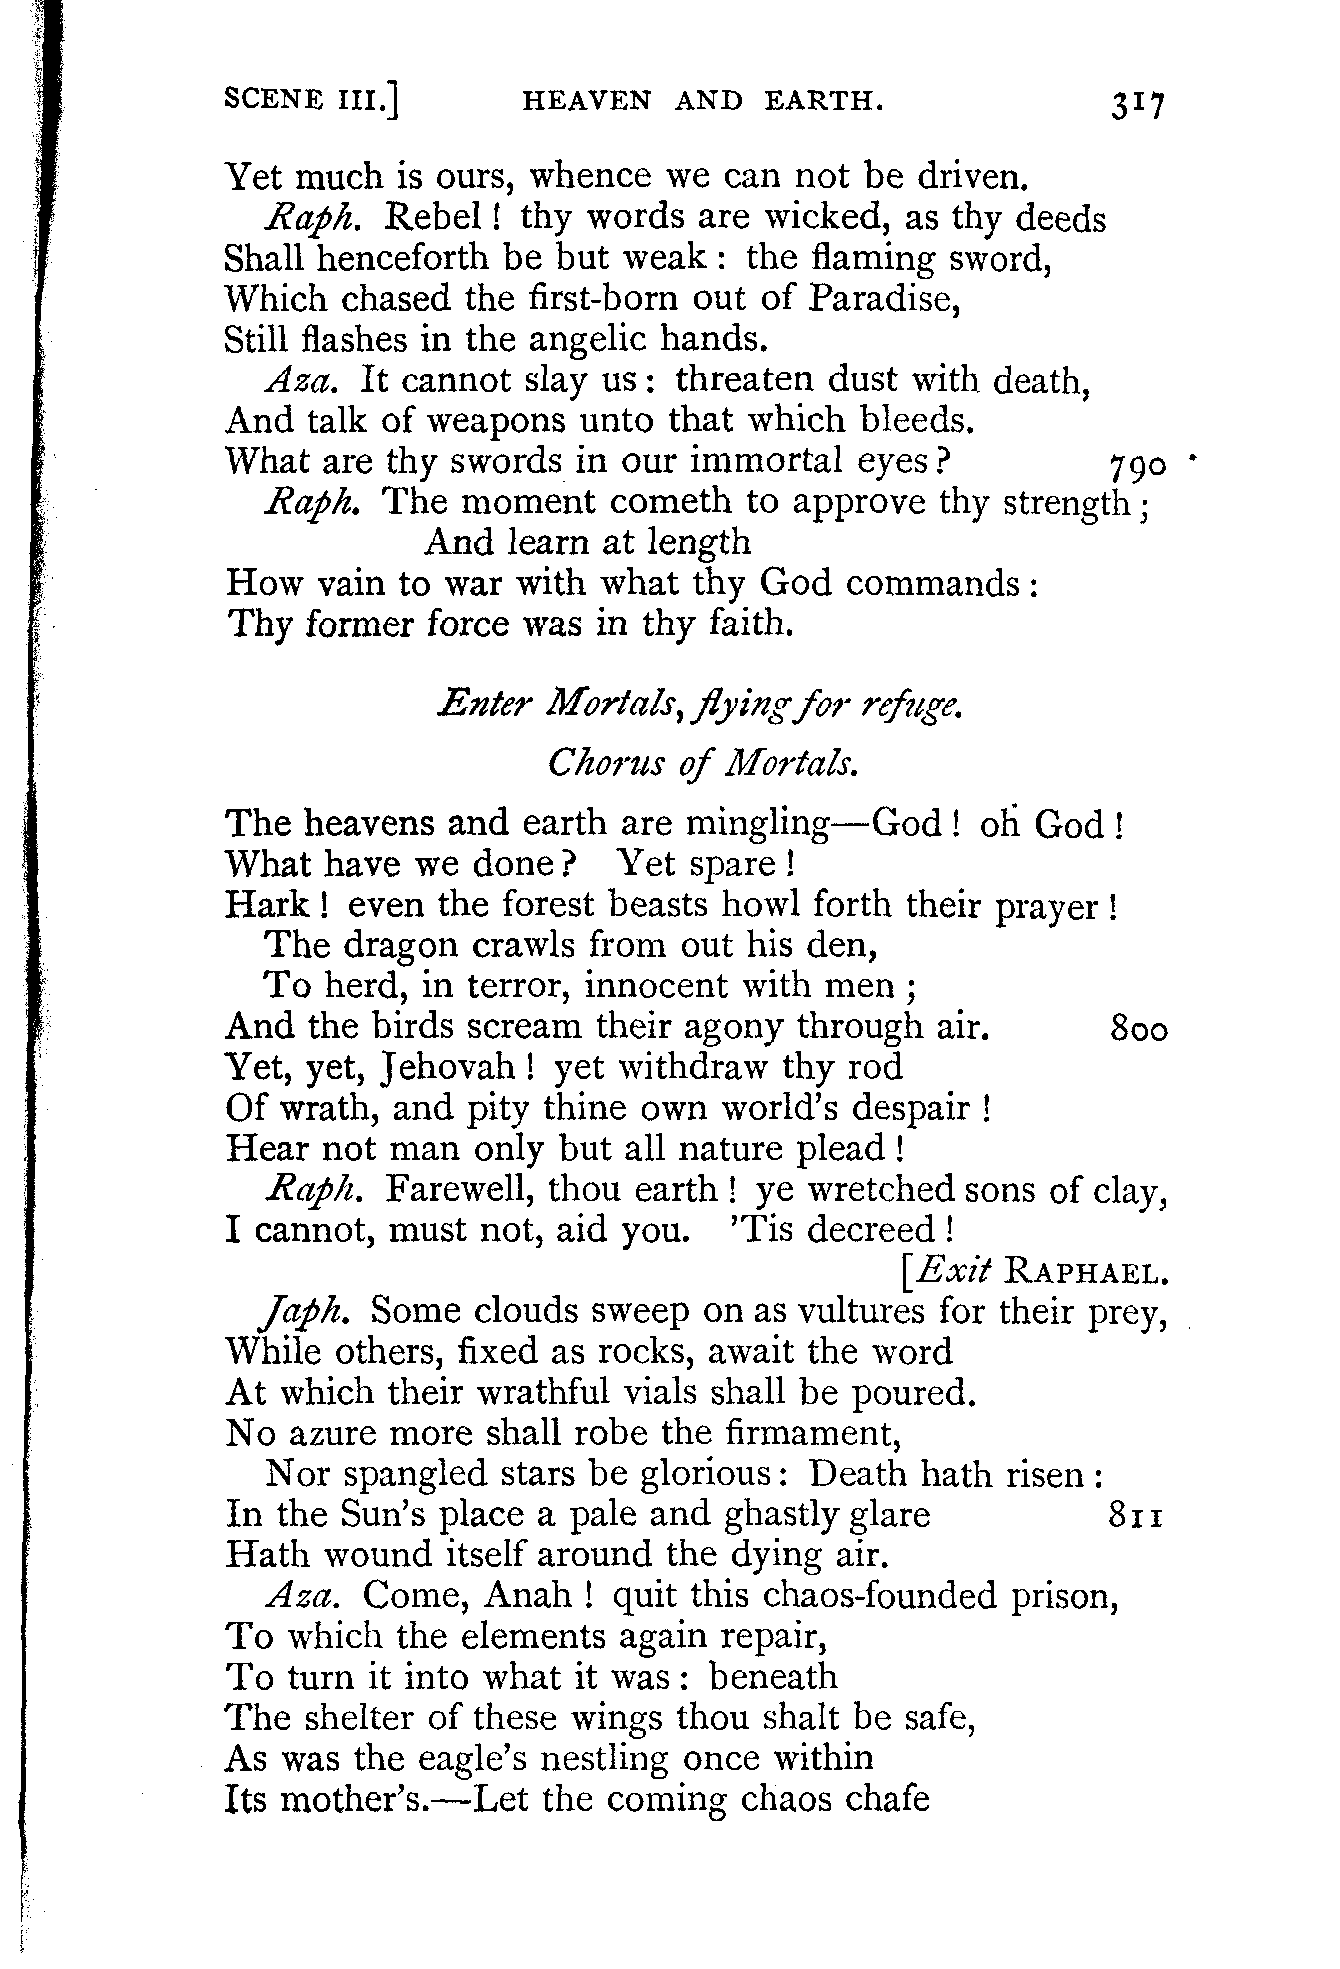 SCENE III.] HEAVEN AND EARTH. 317
Yet much is ours, whence we can not be driven.
Raph. Rebel! thy words are wicked, as thy deeds
Shall henceforth be but weak: the flaming sword,
Which chased the first-born out of Paradise,
Still flashes in the angelic hands.
Aza. It cannot slay us: threaten dust with death,
And talk of weapons unto that which bleeds.
What are thy swords in our immortal eyes? 790
Raph. The moment cometh to approve thy strength;
And learn at length
How vain to war with what thy God commands:
Thy former force was in thy faith.
Enter Mortals, flying for refuge.
Chorus of Mortals.
The heavens and earth are mingling—God! oh God!
What have we done? Yet spare!
Hark! even the forest beasts howl forth their prayer!
The dragon crawls from out his den,
To herd, in terror, innocent with men;
And the birds scream their agony through air. 800
Yet, yet, Jehovah! yet withdraw thy rod
Of wrath, and pity thine own world's despair!
Hear not man only but all nature plead!
Raph. Farewell, thou earth! ye wretched sons of clay,
I cannot, must not, aid you. 'Tis decreed!
[Exit RAPHAEL.
Japh. Some clouds sweep on as vultures for their prey,
While others, fixed as rocks, await the word
At which their wrathful vials shall be poured.
No azure more shall robe the firmament,
Nor spangled stars be glorious: Death hath risen:
In the Sun's place a pale and ghastly glare 811
Hath wound itself around the dying air.
Aza. Come, Anah! quit this chaos-founded prison,
To which the elements again repair,
To turn it into what it was: beneath
The shelter of these wings thou shalt be safe,
As was the eagle's nestling once within
Its mother's.—Let the coming chaos chafe